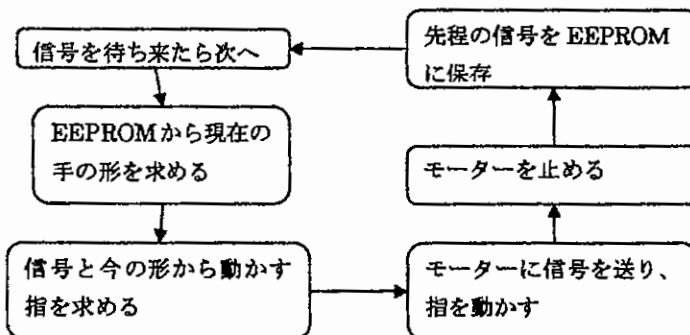 信号を待ち来たら次へ
EEPROMから現在の
手の形を求める
信号と今の形から動かす
指を求める
モーターに信号を送り、
指を動かす
モーターを止める
先程の信号を EEPROM
に保存